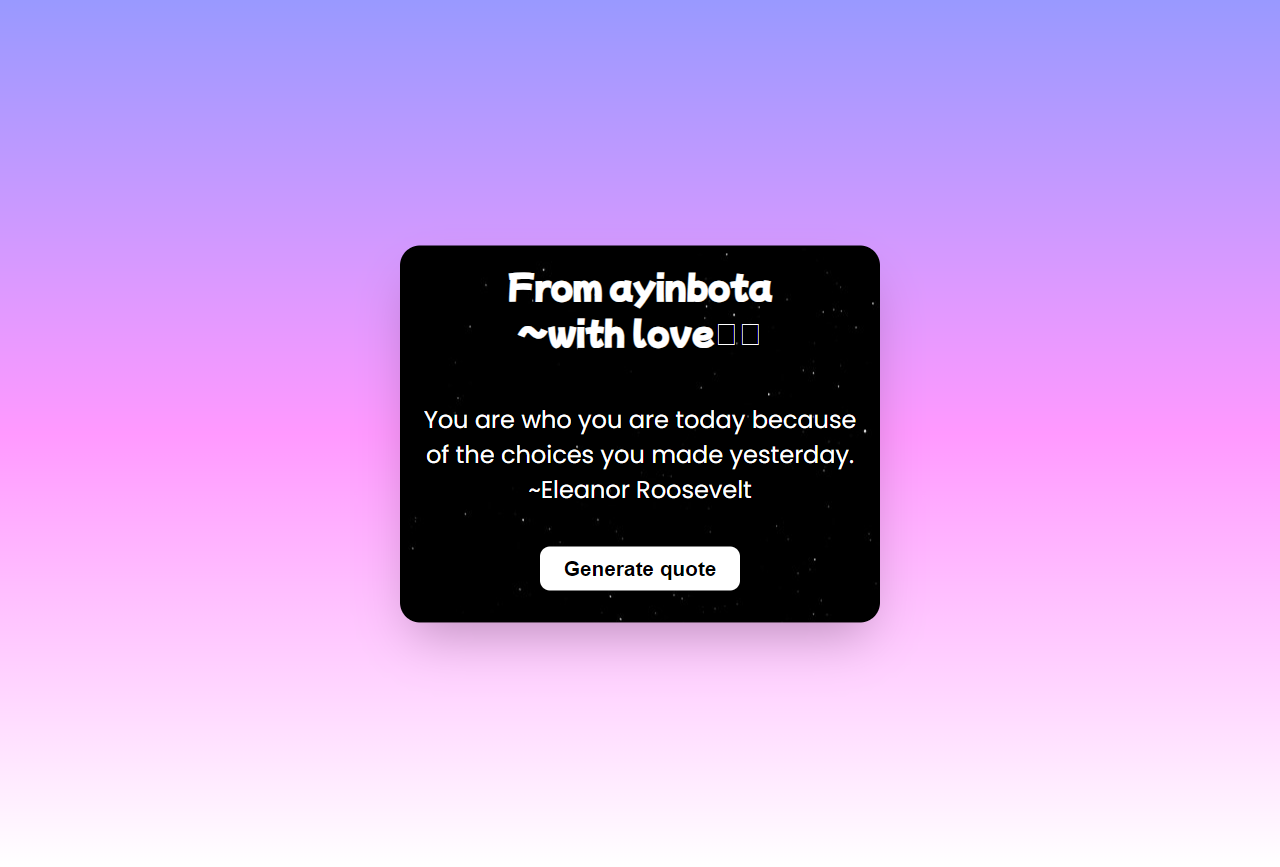 From ayinbota
~with love
You are who you are today because
of the choices you made yesterday.
~Eleanor Roosevelt
Generate quote